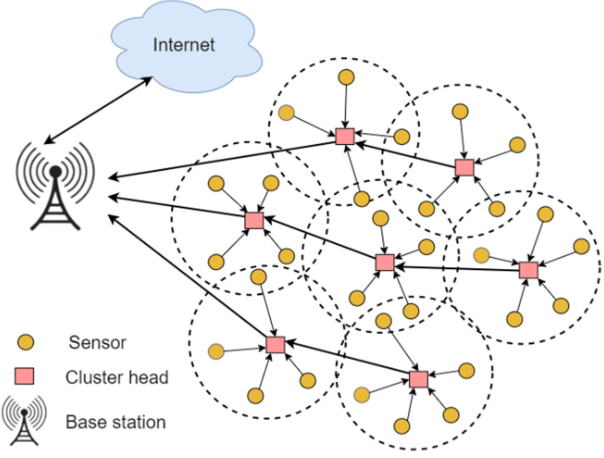 Internet
Sensor
Cluster head
Base station